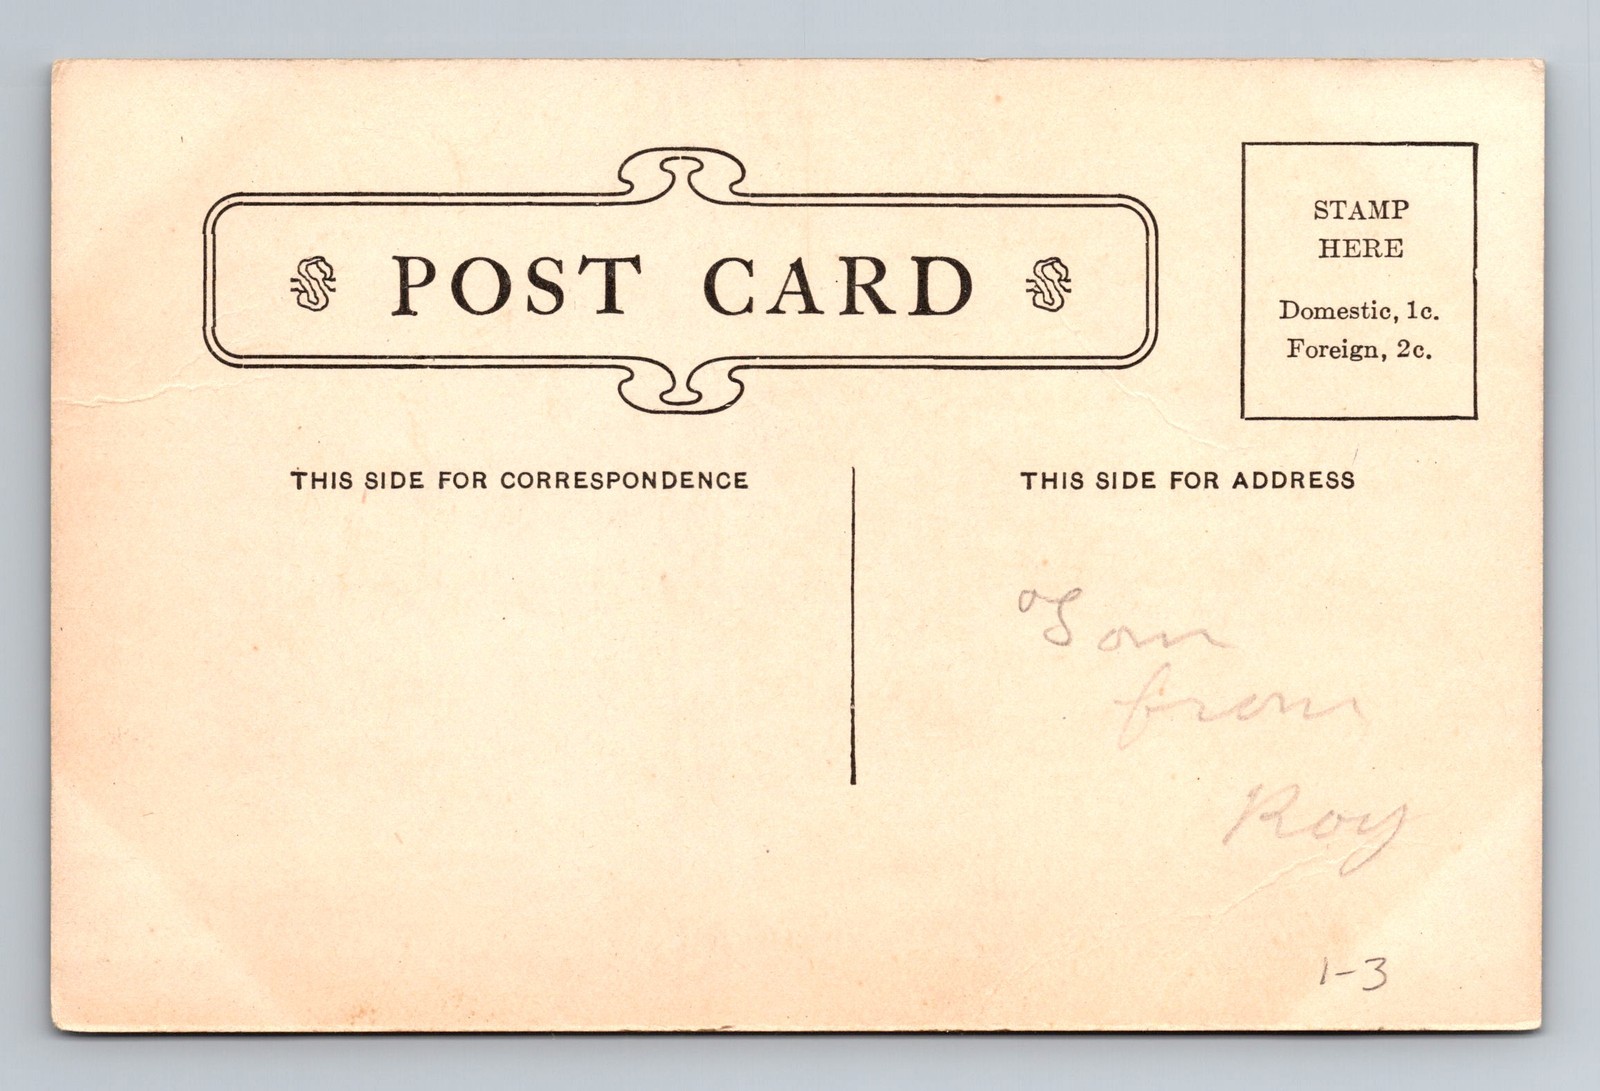 POST CARD
STAMP
HERE
Domestic, 1c.
Foreign, 2c.
THIS SIDE FOR CORRESPONDENCE
THIS SIDE FOR ADDRESS
from
Roy
1-3